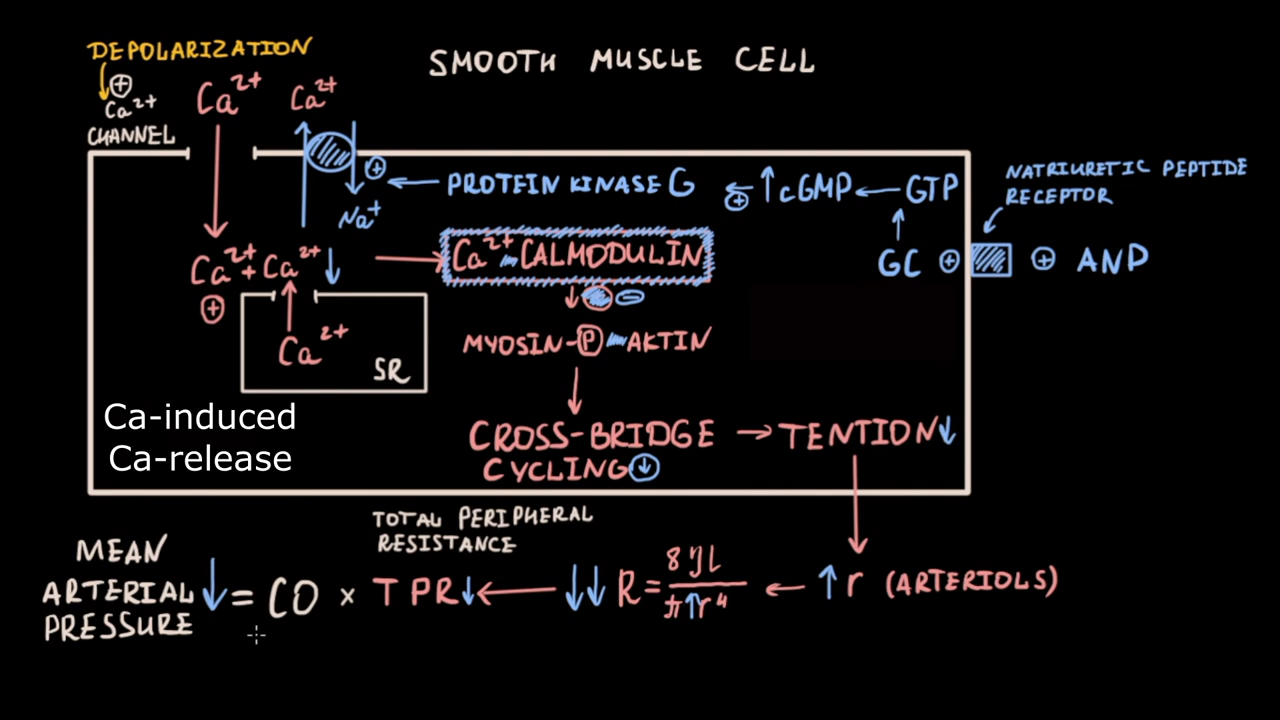 DEPOLARIZATION
SMOOTH MUSCLE CELL
⊕
Ca²⁺
CHANNEL
Ca²⁺
Ca²⁺
NATRIURETIC PEPTIDE
RECEPTOR
⊕ ← PROTEIN KINASE G ← ⊕ ↑ cGMP ← GTP
Na⁺
Ca²⁺ + Ca²⁺ ↓ → Ca²⁺-CALMODULIN
GC ⊕ ⊕ AND
⊕
↓ ⊖
Ca²⁺
SR
MYOSIN-P-AKTIN
Ca-induced
Ca-release
CROSS-BRIDGE → TENTION↓
CYCLING↓
TOTAL PERIPHERAL
RESISTANCE
MEAN
ARTERIAL
PRESSURE
↓ = CO × TPR↓ ← ↓↓ R = 8ηL / π↑r⁴ ← ↑ r (ARTERIOLS)